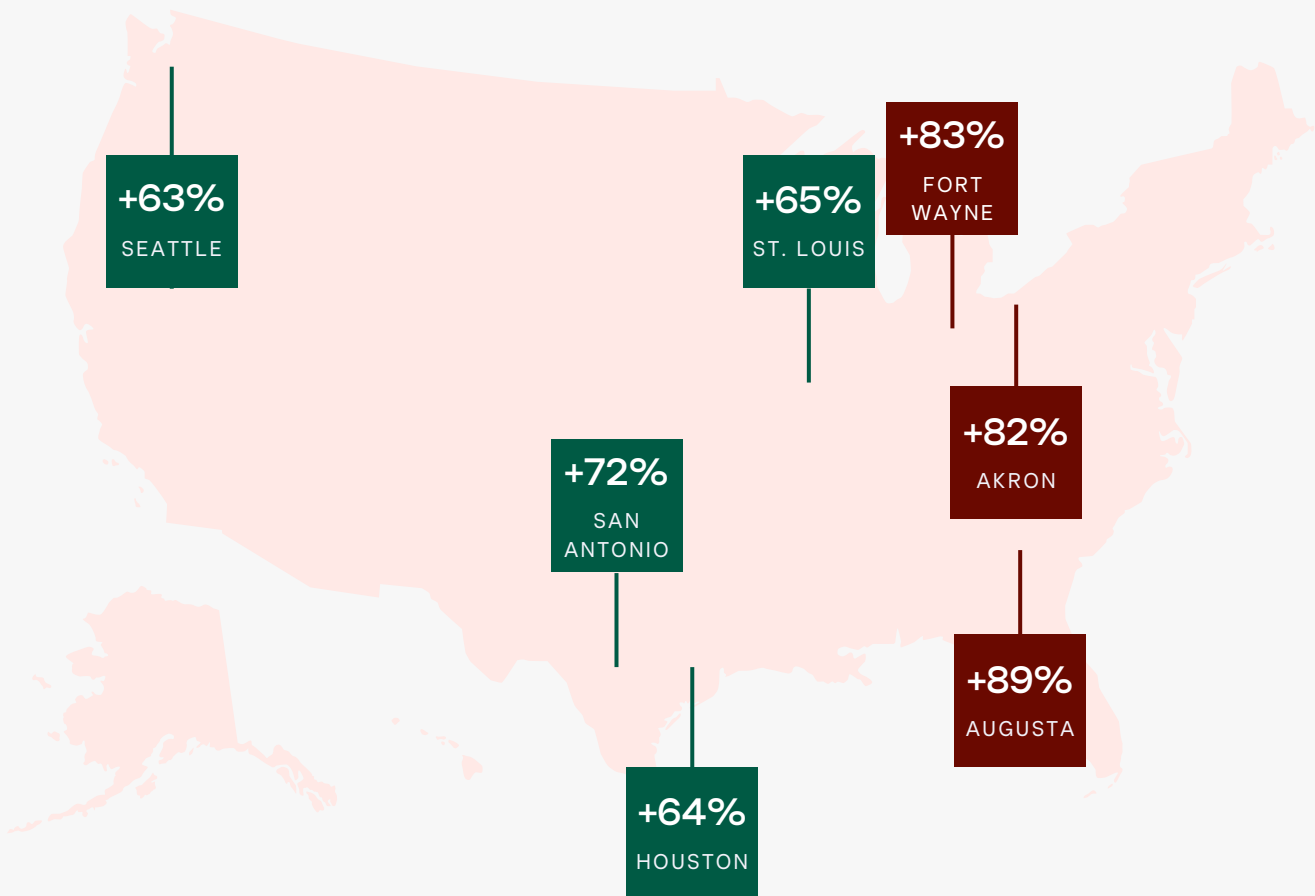 +83%
FORT
WAYNE
+63%
SEATTLE
+65%
ST. LOUIS
+82%
AKRON
+72%
SAN
ANTONIO
+89%
AUGUSTA
+64%
HOUSTON